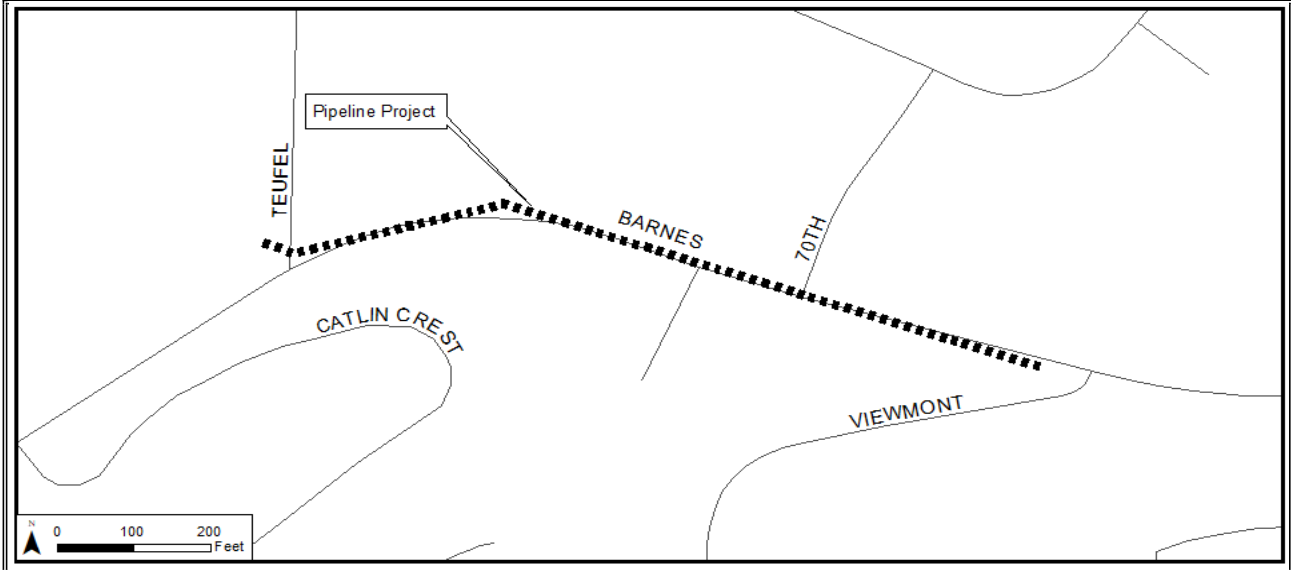 Pipeline Project
TEUFEL
BARNES
70TH
CATLIN CREST
VIEWMONT
N
0 100 200
Feet